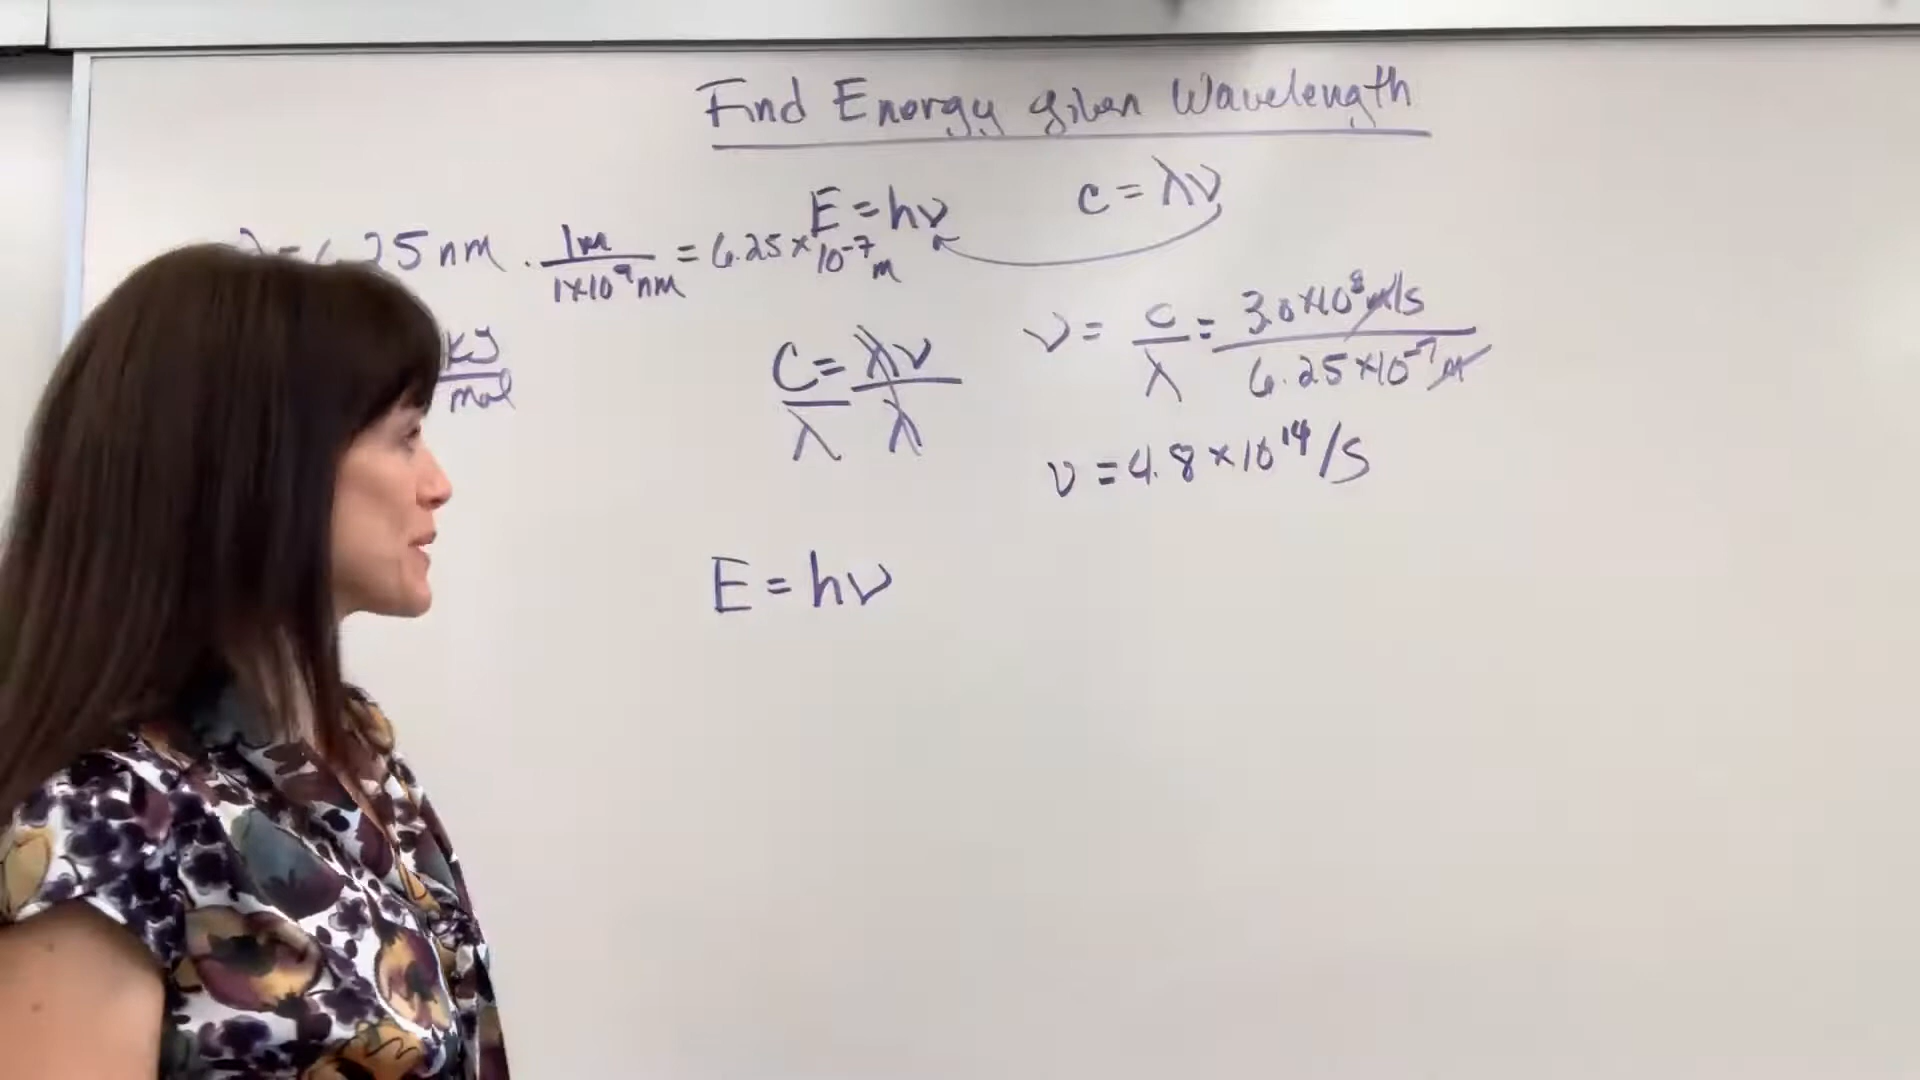 Find Energy given Wavelength
E = hν
c = λν
25 nm · 1m / 1×10⁹ nm = 6.25 × 10⁻⁷ m
ν = c / λ = 3.0×10⁸ m/s / 6.25×10⁻⁷ m
kJ / mol
C = λν
λ λ
ν = 4.8 × 10¹⁴ /s
E = hν